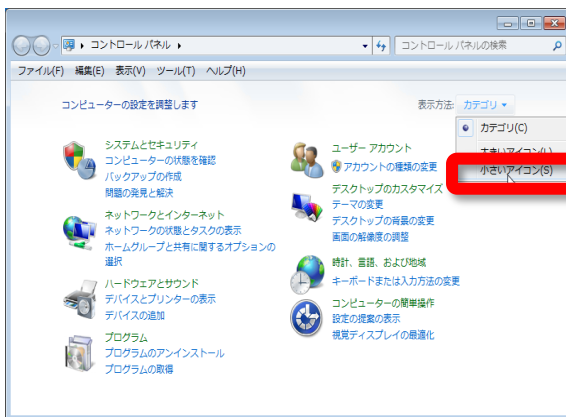 コントロール パネル
コントロール パネルの検索
ファイル(F) 編集(E) 表示(V) ツール(T) ヘルプ(H)
コンピューターの設定を調整します
表示方法: カテゴリ
カテゴリ(C)
大きいアイコン(L)
小さいアイコン(S)
システムとセキュリティ
コンピューターの状態を確認
バックアップの作成
問題の発見と解決
ネットワークとインターネット
ネットワークの状態とタスクの表示
ホームグループと共有に関するオプションの
選択
ハードウェアとサウンド
デバイスとプリンターの表示
デバイスの追加
プログラム
プログラムのアンインストール
プログラムの取得
ユーザー アカウント
アカウントの種類の変更
デスクトップのカスタマイズ
テーマの変更
デスクトップの背景の変更
画面の解像度の調整
時計、言語、および地域
キーボードまたは入力方法の変更
コンピューターの簡単操作
設定の提案の表示
視覚ディスプレイの最適化